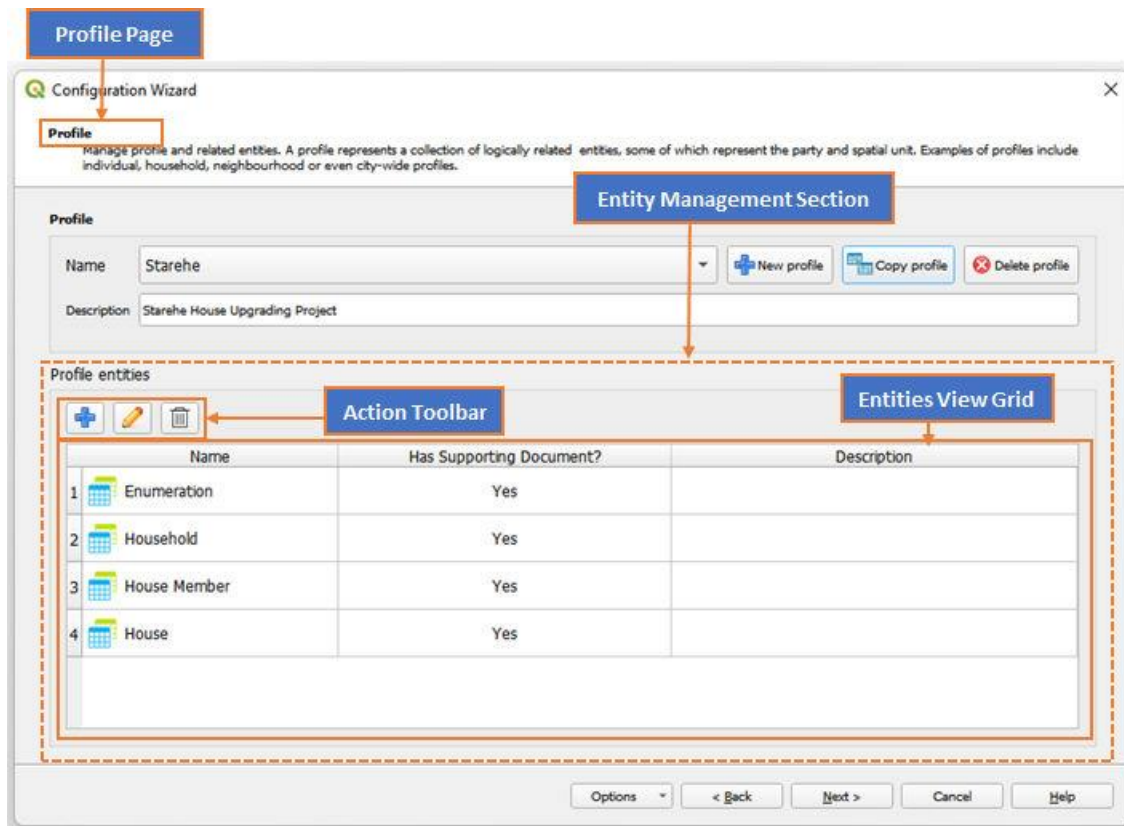 Profile Page
Configuration Wizard
Profile
Manage profile and related entities. A profile represents a collection of logically related entities, some of which represent the party and spatial unit. Examples of profiles include
individual, household, neighbourhood or even city-wide profiles.
Entity Management Section
Profile
Name Starehe New profile Copy profile Delete profile
Description Starehe House Upgrading Project
Profile entities
Action Toolbar
Entities View Grid
Name Has Supporting Document? Description
1 Enumeration Yes
2 Household Yes
3 House Member Yes
4 House Yes
Options < Back Next > Cancel Help